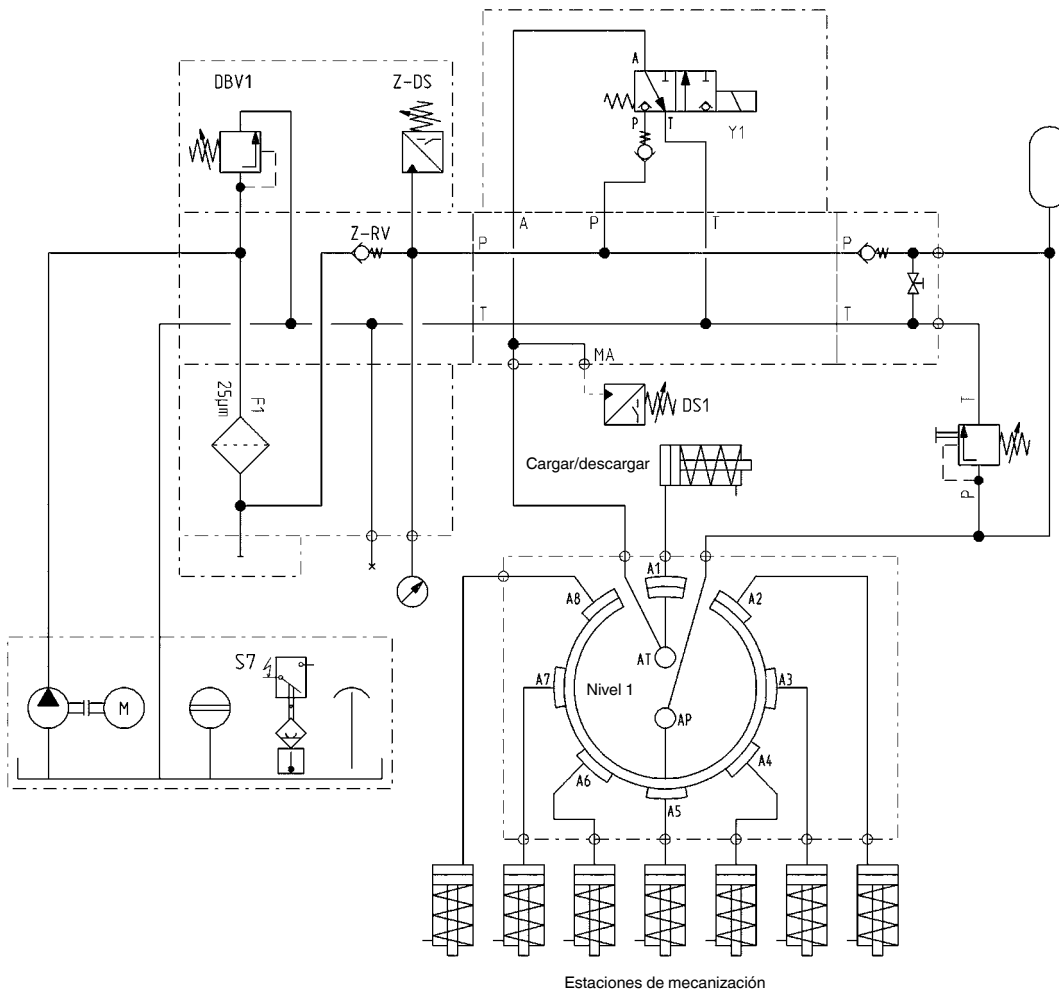 A
DBV1
Z-DS
P
T
Y1
A
P
T
Z-RV
P
P
T
T
MA
25µm
F1
DS1
T
P
Cargar/descargar
A1
A8
A2
AT
S7
A7
Nivel 1
A3
M
AP
A6
A4
A5
Estaciones de mecanización